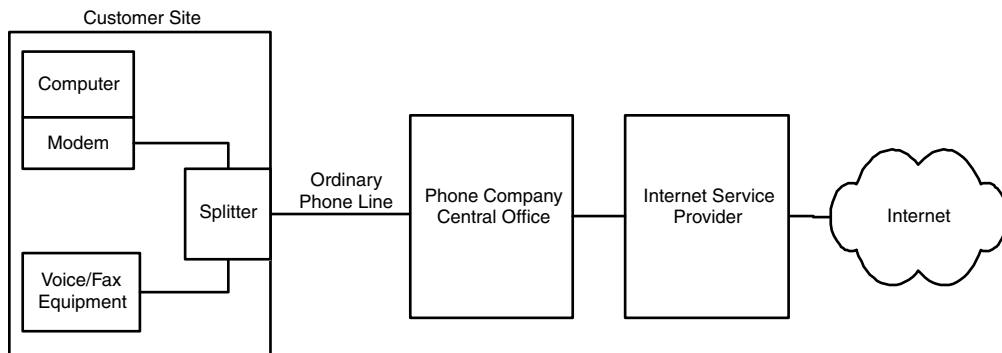 Customer Site
Computer
Modem
Splitter
Voice/Fax
Equipment
Ordinary
Phone Line
Phone Company
Central Office
Internet Service
Provider
Internet